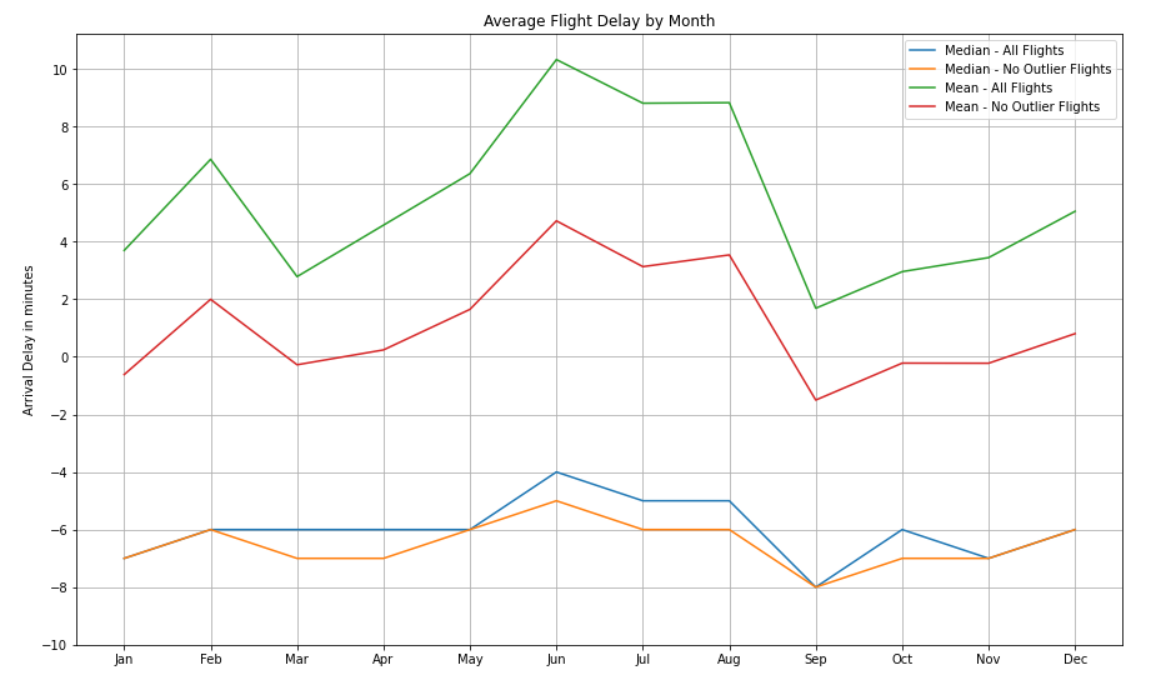 Average Flight Delay by Month
Median - All Flights
Median - No Outlier Flights
Mean - All Flights
Mean - No Outlier Flights
Arrival Delay in minutes
10
8
6
4
2
0
−2
−4
−6
−8
−10
Jan Feb Mar Apr May Jun Jul Aug Sep Oct Nov Dec